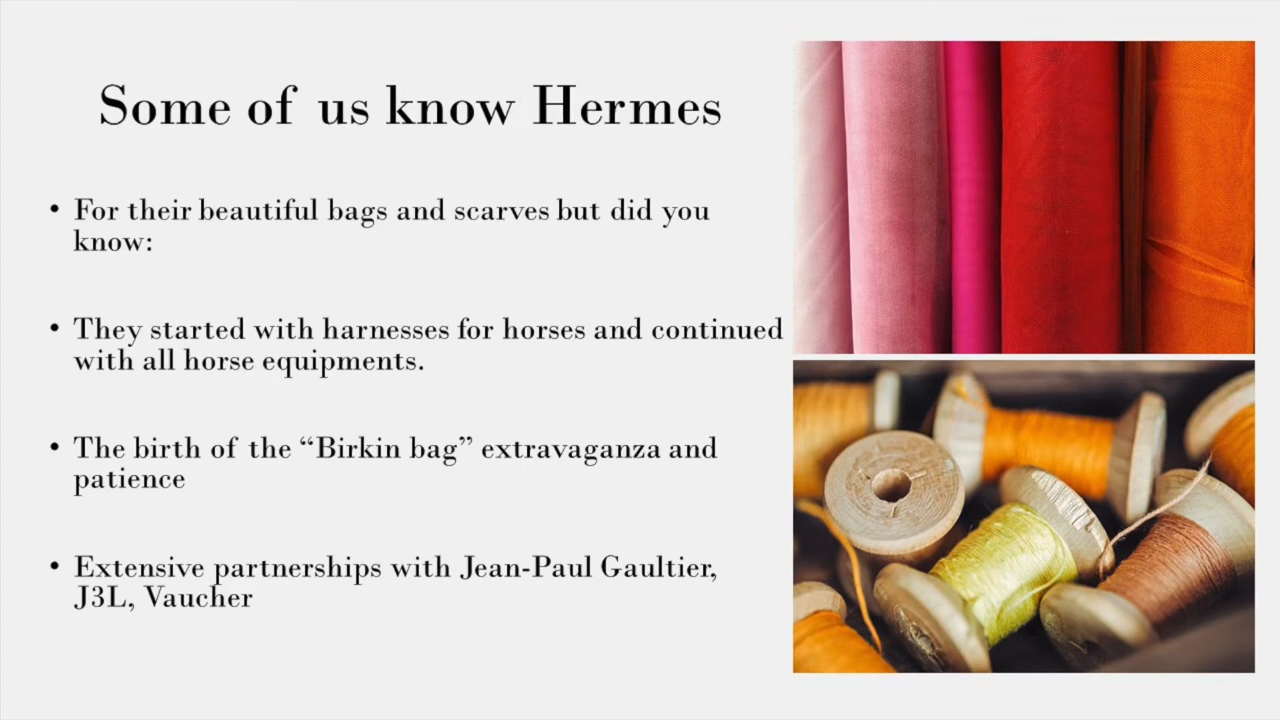 Some of us know Hermes
• For their beautiful bags and scarves but did you
know:
• They started with harnesses for horses and continued
with all horse equipments.
• The birth of the “Birkin bag” extravaganza and
patience
• Extensive partnerships with Jean-Paul Gaultier,
J3L, Vaucher